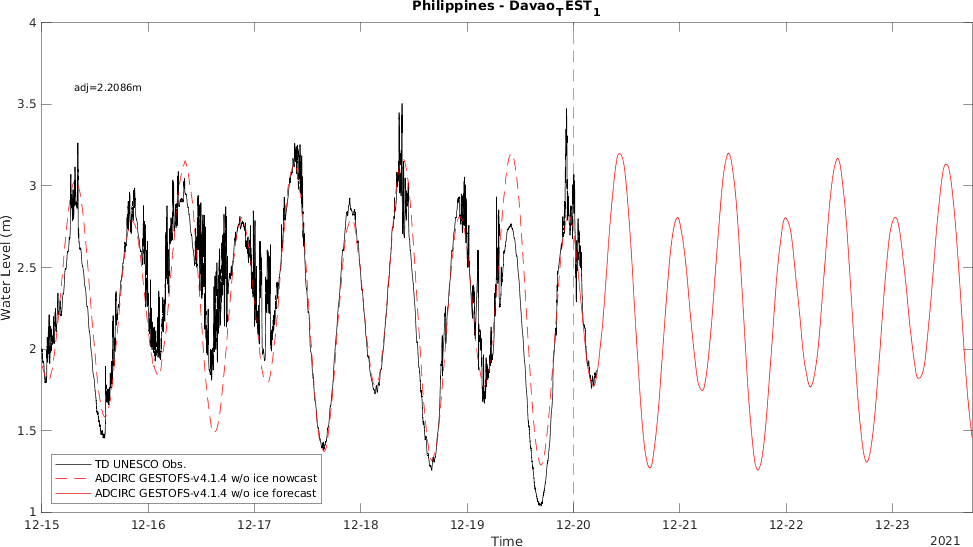 Philippines - Davao_TEST_1
4
adj=2.2086m
3.5
3
2.5
2
1.5
1
Water Level (m)
TD UNESCO Obs.
ADCIRC GESTOFS-v4.1.4 w/o ice nowcast
ADCIRC GESTOFS-v4.1.4 w/o ice forecast
12-15 12-16 12-17 12-18 12-19 12-20 12-21 12-22 12-23
Time
2021